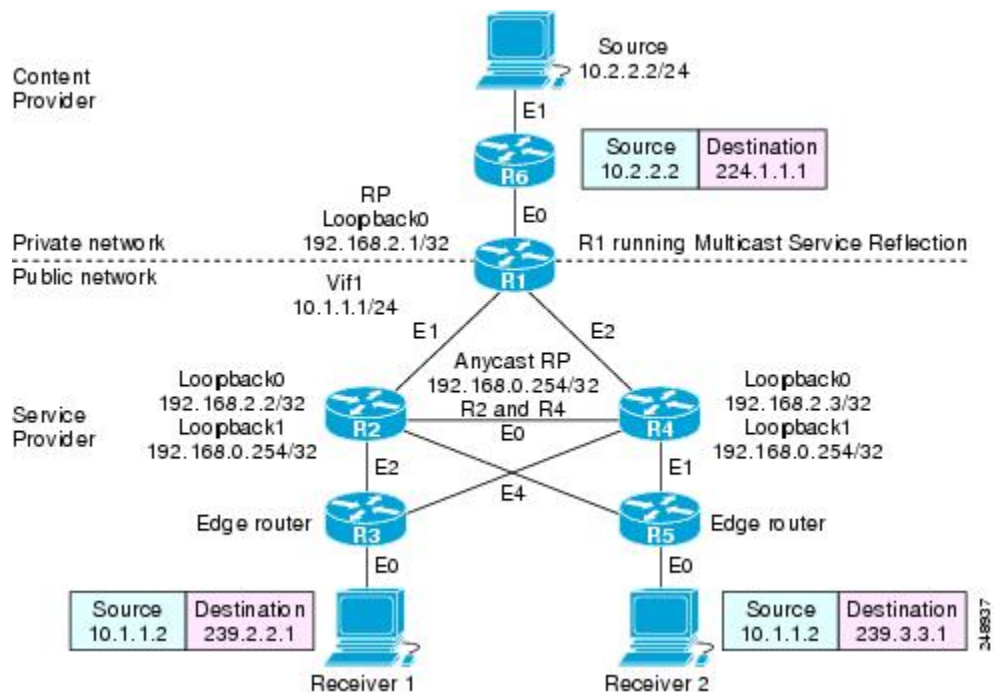 Source
10.2.2.2/24
Content
Provider
E1
Source
10.2.2.2
Destination
224.1.1.1
R6
RP
Loopback0
192.168.2.1/32
E0
Private network
R1 running Multicast Service Reflection
Public network
R1
Vif1
10.1.1.1/24
E1
E2
Anycast RP
192.168.0.254/32
R2 and R4
Loopback0
192.168.2.2/32
Loopback1
192.168.0.254/32
Loopback0
192.168.2.3/32
Loopback1
192.168.0.254/32
Service
Provider
R2
E0
R4
E2
E4
E1
Edge router
R3
R5
Edge router
E0
E0
Source
10.1.1.2
Destination
239.2.2.1
Source
10.1.1.2
Destination
239.3.3.1
Receiver 1
Receiver 2
248937